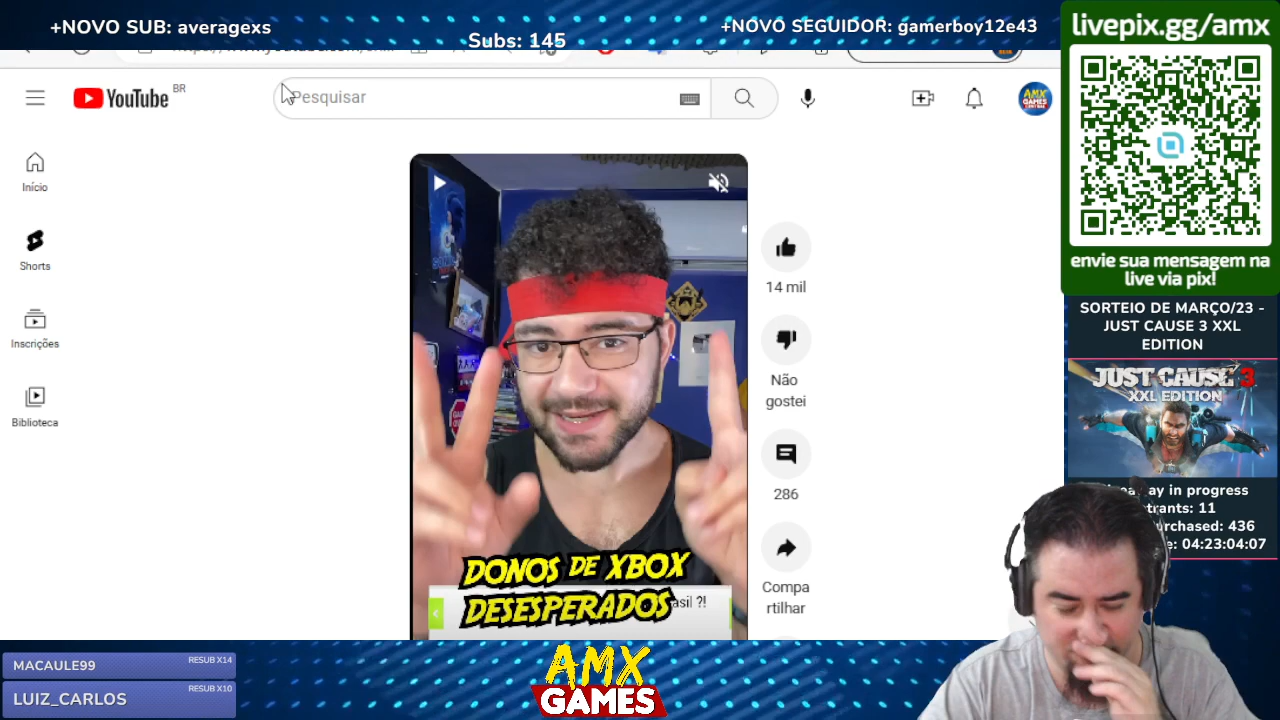 +NOVO SUB: averagexs
Subs: 145
+NOVO SEGUIDOR: gamerboy12e43
livepix.gg/amx
envie sua mensagem na
live via pix!
YouTube
BR
Pesquisar
Início
Shorts
Inscrições
Biblioteca
14 mil
Não
gostei
286
Compa
rtilhar
DONOS DE XBOX
DESESPERADOS
asil ?!
SORTEIO DE MARÇO/23 -
JUST CAUSE 3 XXL
EDITION
JUST CAUSE 3
XXL EDITION
in progress
trants: 11
urchased: 436
e: 04:23:04:07
MACAULE99
RESUB X14
LUIZ_CARLOS
RESUB X10
AMX
GAMES